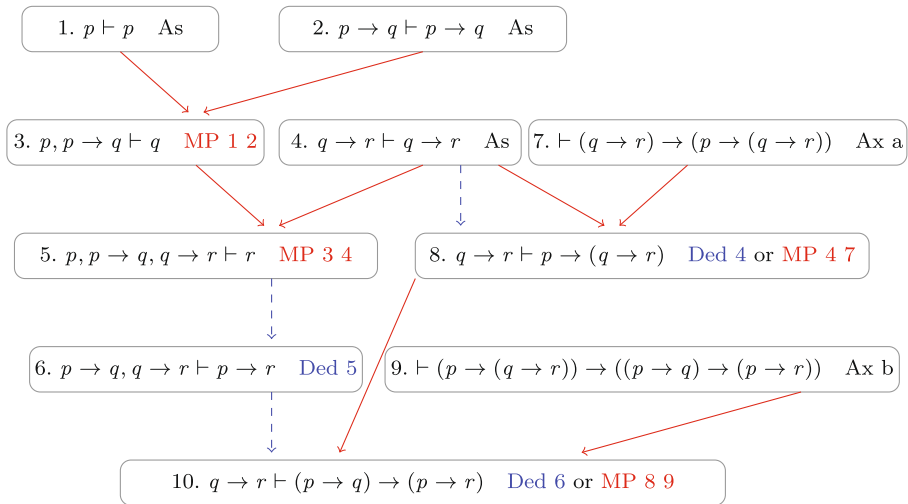 1. p ⊢ p As
2. p → q ⊢ p → q As
3. p, p → q ⊢ q MP 1 2
4. q → r ⊢ q → r As
7. ⊢ (q → r) → (p → (q → r)) Ax a
5. p, p → q, q → r ⊢ r MP 3 4
8. q → r ⊢ p → (q → r) Ded 4 or MP 4 7
6. p → q, q → r ⊢ p → r Ded 5
9. ⊢ (p → (q → r)) → ((p → q) → (p → r)) Ax b
10. q → r ⊢ (p → q) → (p → r) Ded 6 or MP 8 9